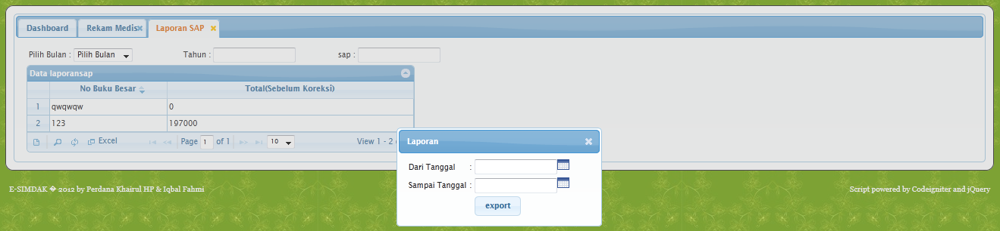 Dashboard Rekam Medis Laporan SAP
Pilih Bulan : Pilih Bulan Tahun : sap :
Data laporansap
No Buku Besar Total(Sebelum Koreksi)
1 qwqwqw 0
2 123 197000
Excel Page 1 of 1 10 View 1 - 2
Laporan
Dari Tanggal :
Sampai Tanggal :
export
E-SIMDAK � 2012 by Perdana Khairul HP & Iqbal Fahmi
Script powered by Codeigniter and jQuery